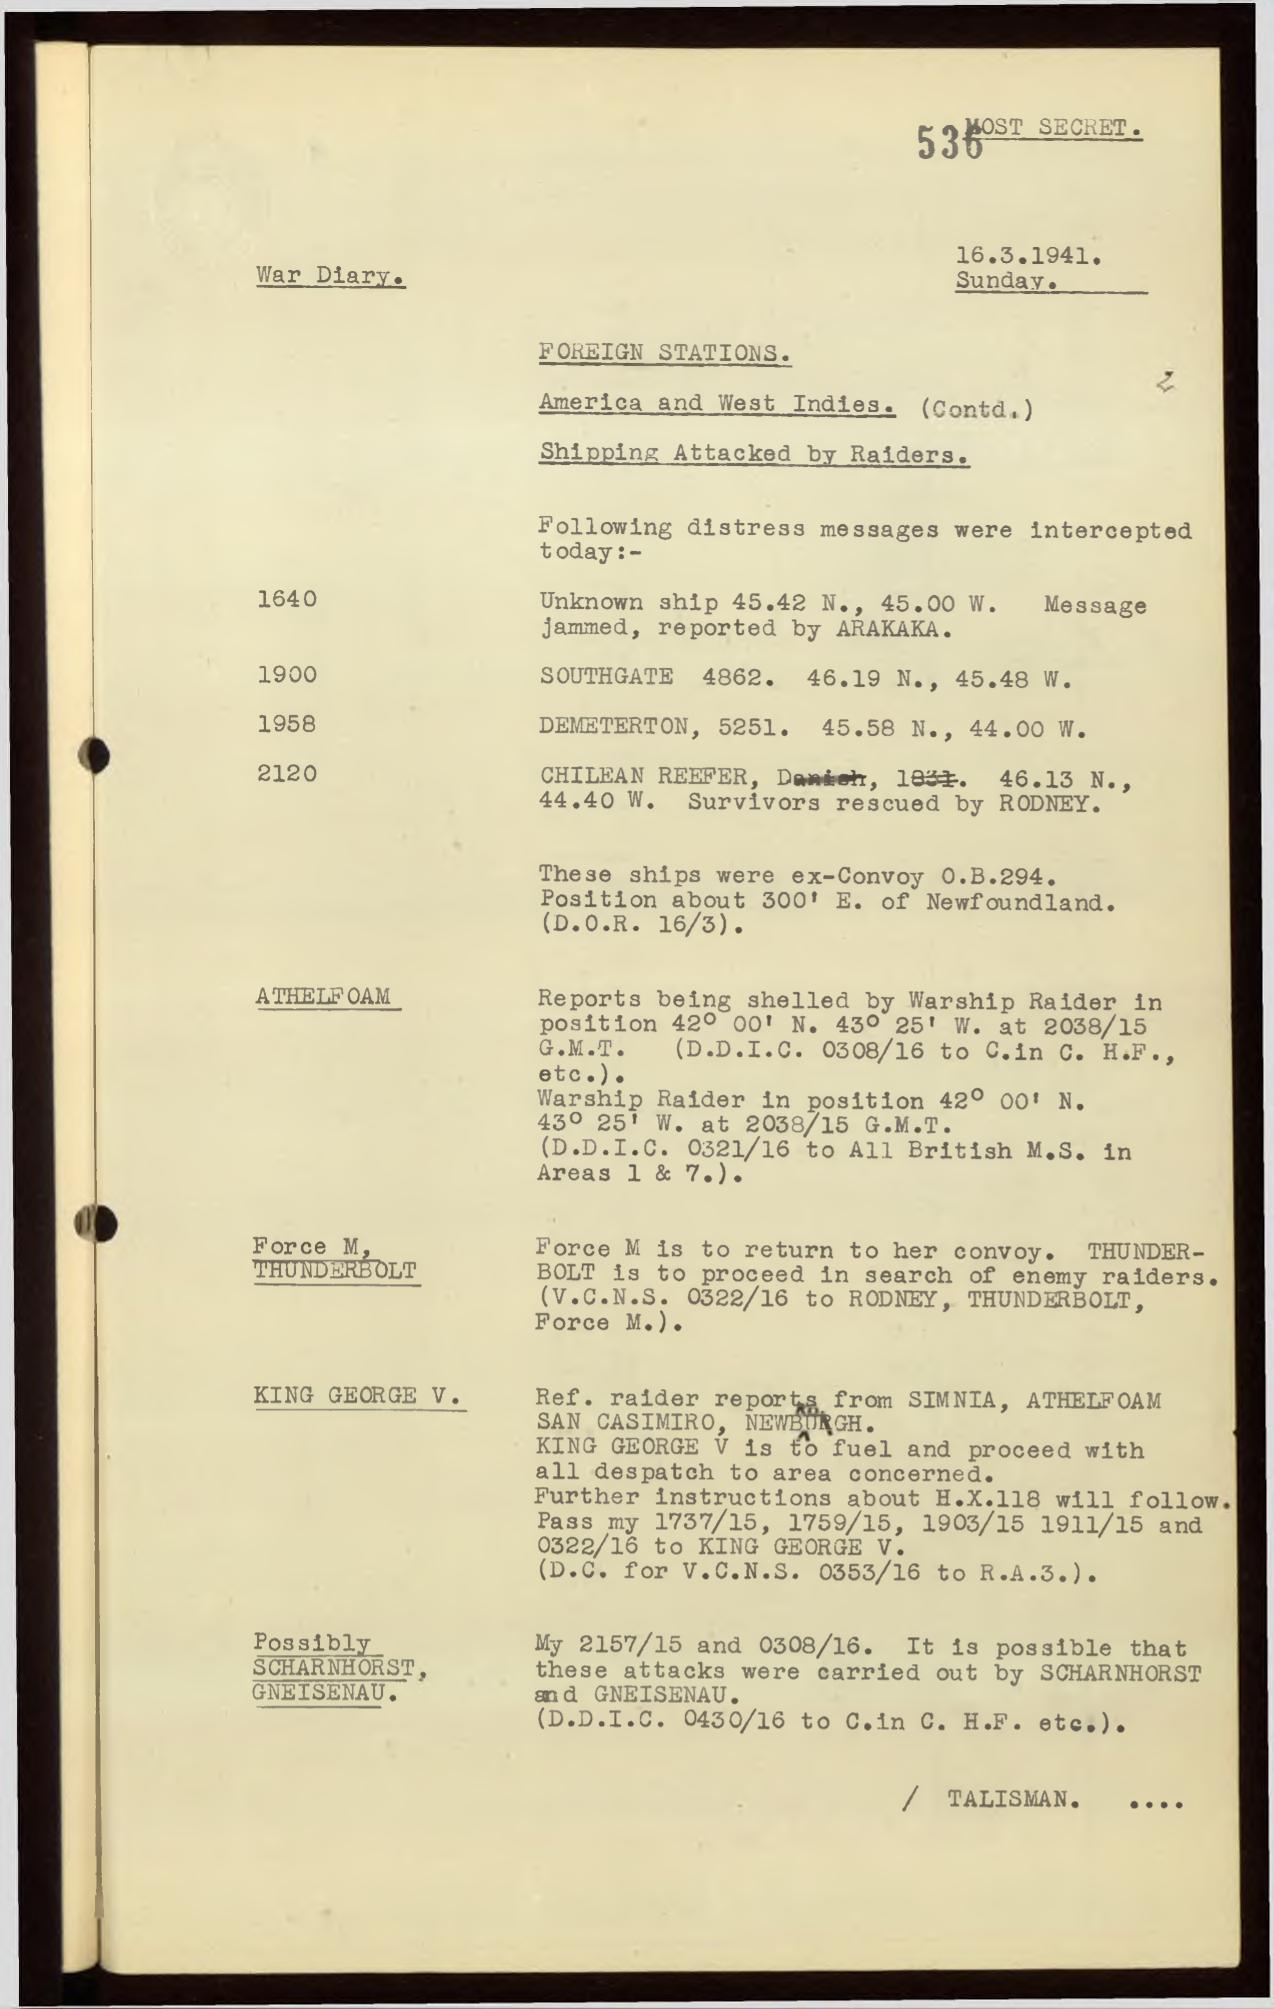 536
MOST SECRET.
16.3.1941.
War Diary.
Sunday.
FOREIGN STATIONS.
2
America and West Indies. (Contd.)
Shipping Attacked by Raiders.
Following distress messages were intercepted
today:-
1640 Unknown ship 45.42 N., 45.00 W. Message
jammed, reported by ARAKAKA.
1900 SOUTHGATE 4862. 46.19 N., 45.48 W.
1958 DEMETERTON, 5251. 45.58 N., 44.00 W.
2120 CHILEAN REEFER, Danish, 1831. 46.13 N.,
44.40 W. Survivors rescued by RODNEY.
These ships were ex-Convoy O.B.294.
Position about 300' E. of Newfoundland.
(D.O.R. 16/3).
ATHELFOAM Reports being shelled by Warship Raider in
position 42° 00' N. 43° 25' W. at 2038/15
G.M.T. (D.D.I.C. 0308/16 to C.in C. H.F.,
etc.).
Warship Raider in position 42° 00' N.
43° 25' W. at 2038/15 G.M.T.
(D.D.I.C. 0321/16 to All British M.S. in
Areas 1 & 7.).
Force M, Force M is to return to her convoy. THUNDER-
THUNDERBOLT BOLT is to proceed in search of enemy raiders.
(V.C.N.S. 0322/16 to RODNEY, THUNDERBOLT,
Force M.).
KING GEORGE V. Ref. raider reports from SIMNIA, ATHELFOAM
SAN CASIMIRO, NEWBURGH.
KING GEORGE V is to fuel and proceed with
all despatch to area concerned.
Further instructions about H.X.118 will follow.
Pass my 1737/15, 1759/15, 1903/15 1911/15 and
0322/16 to KING GEORGE V.
(D.C. for V.C.N.S. 0353/16 to R.A.3.).
Possibly My 2157/15 and 0308/16. It is possible that
SCHARNHORST, these attacks were carried out by SCHARNHORST
GNEISENAU. and GNEISENAU.
(D.D.I.C. 0430/16 to C.in C. H.F. etc.).
/ TALISMAN. ....